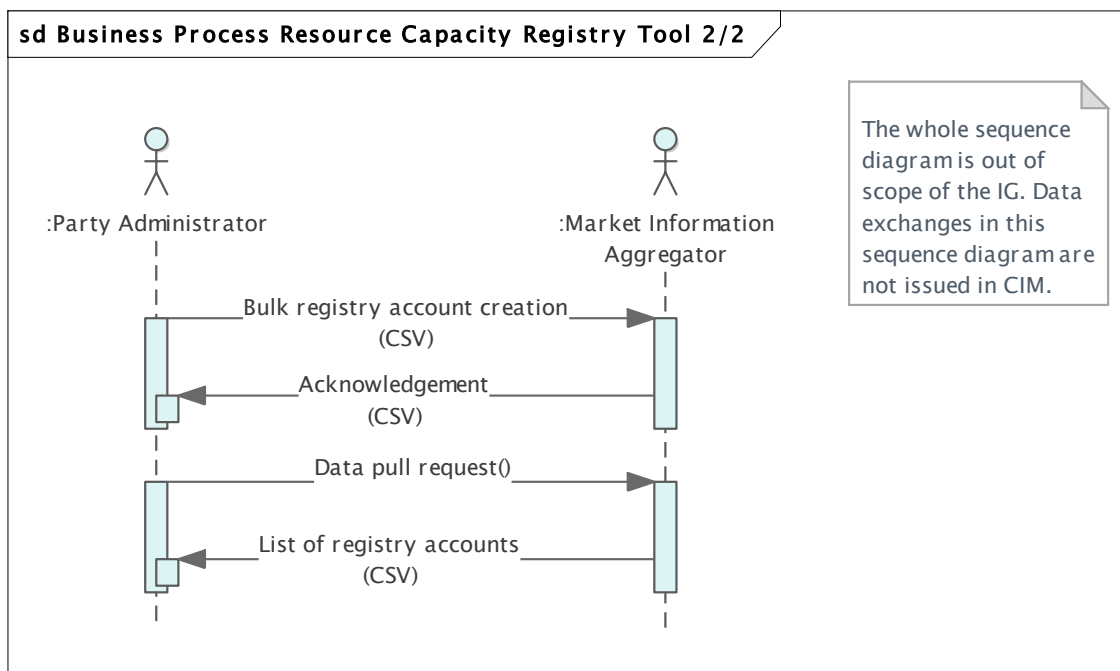 sd Business Process Resource Capacity Registry Tool 2/2
The whole sequence
diagram is out of
scope of the IG. Data
exchanges in this
sequence diagram are
not issued in CIM.
:Party Administrator
:Market Information
Aggregator
Bulk registry account creation
(CSV)
Acknowledgement
(CSV)
Data pull request()
List of registry accounts
(CSV)